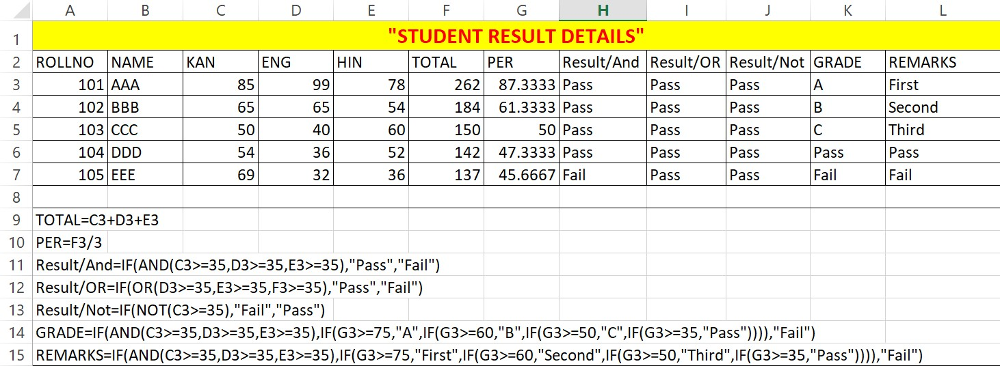 A B C D E F G H I J K L
1 "STUDENT RESULT DETAILS"
2 ROLLNO NAME KAN ENG HIN TOTAL PER Result/And Result/OR Result/Not GRADE REMARKS
3 101 AAA 85 99 78 262 87.3333 Pass Pass Pass A First
4 102 BBB 65 65 54 184 61.3333 Pass Pass Pass B Second
5 103 CCC 50 40 60 150 50 Pass Pass Pass C Third
6 104 DDD 54 36 52 142 47.3333 Pass Pass Pass Pass Pass
7 105 EEE 69 32 36 137 45.6667 Fail Pass Pass Fail Fail
8
9 TOTAL=C3+D3+E3
10 PER=F3/3
11 Result/And=IF(AND(C3>=35,D3>=35,E3>=35),"Pass","Fail")
12 Result/OR=IF(OR(D3>=35,E3>=35,F3>=35),"Pass","Fail")
13 Result/Not=IF(NOT(C3>=35),"Fail","Pass")
14 GRADE=IF(AND(C3>=35,D3>=35,E3>=35),IF(G3>=75,"A",IF(G3>=60,"B",IF(G3>=50,"C",IF(G3>=35,"Pass")))),"Fail")
15 REMARKS=IF(AND(C3>=35,D3>=35,E3>=35),IF(G3>=75,"First",IF(G3>=60,"Second",IF(G3>=50,"Third",IF(G3>=35,"Pass")))),"Fail")